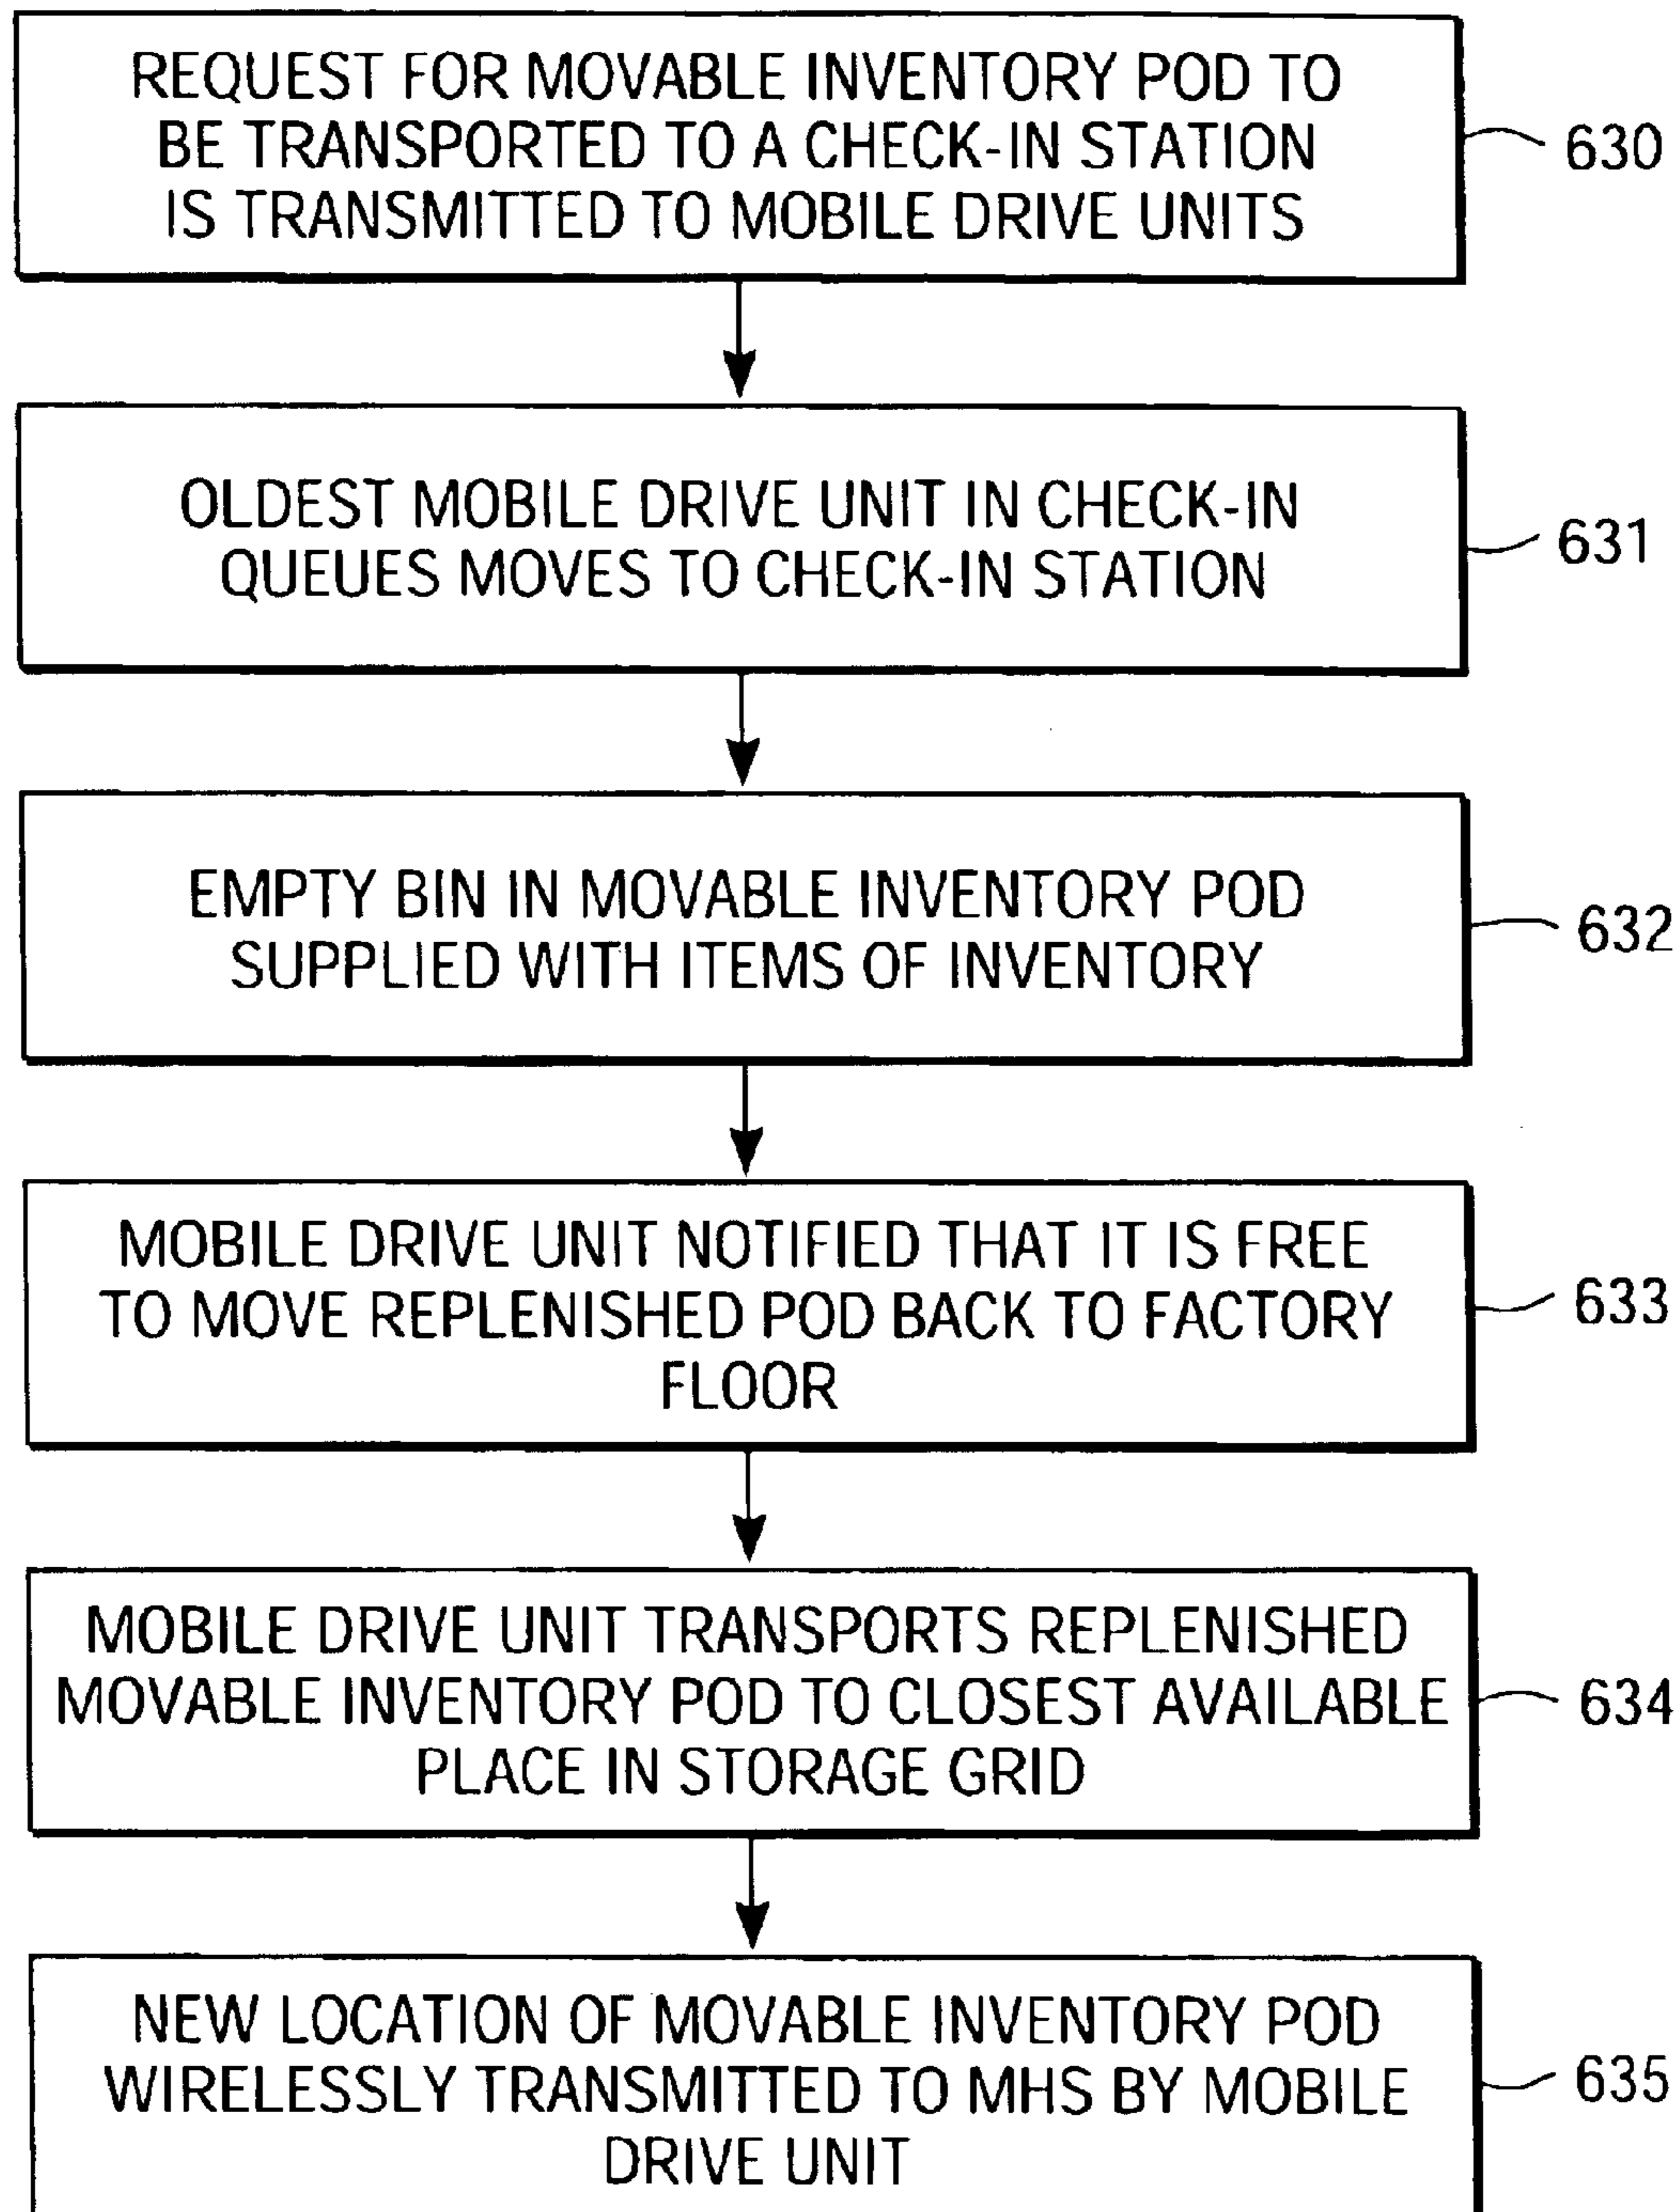 REQUEST FOR MOVABLE INVENTORY POD TO
BE TRANSPORTED TO A CHECK-IN STATION
IS TRANSMITTED TO MOBILE DRIVE UNITS
630
OLDEST MOBILE DRIVE UNIT IN CHECK-IN
QUEUES MOVES TO CHECK-IN STATION
631
EMPTY BIN IN MOVABLE INVENTORY POD
SUPPLIED WITH ITEMS OF INVENTORY
632
MOBILE DRIVE UNIT NOTIFIED THAT IT IS FREE
TO MOVE REPLENISHED POD BACK TO FACTORY
FLOOR
633
MOBILE DRIVE UNIT TRANSPORTS REPLENISHED
MOVABLE INVENTORY POD TO CLOSEST AVAILABLE
PLACE IN STORAGE GRID
634
NEW LOCATION OF MOVABLE INVENTORY POD
WIRELESSLY TRANSMITTED TO MHS BY MOBILE
DRIVE UNIT
635